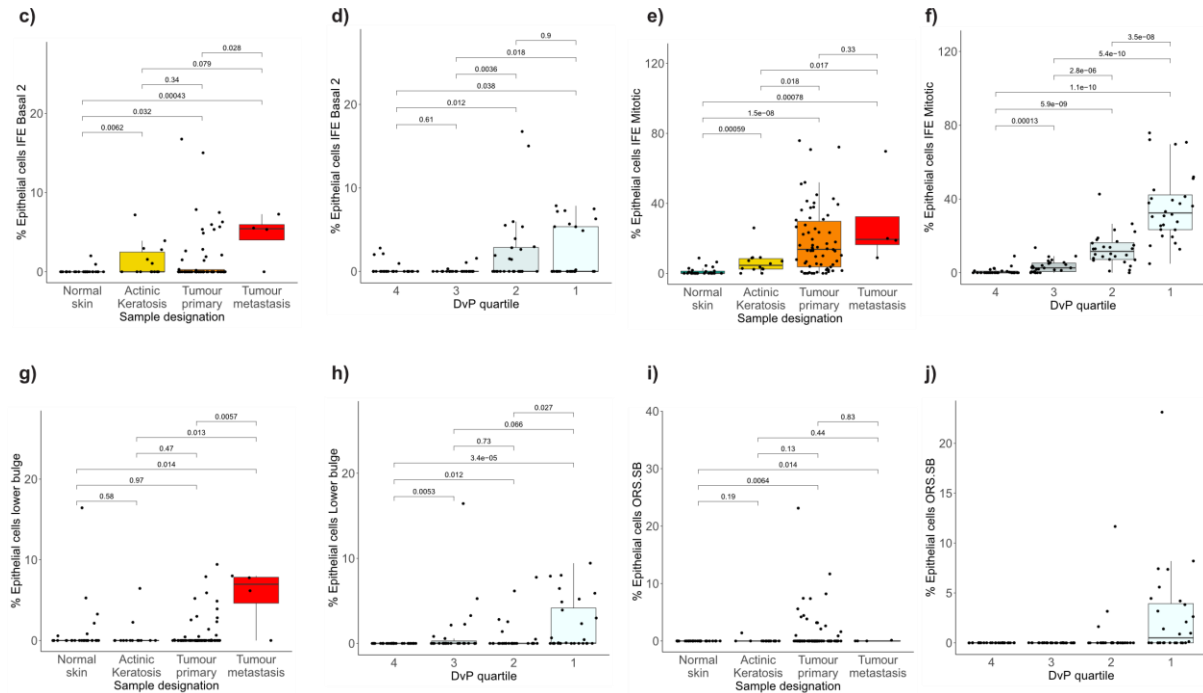 c)
% Epithelial cells IFE Basal 2
20
10
0
0.028
0.079
0.34
0.00043
0.032
0.0062
Normal skin
Actinic Keratosis
Tumour primary
Tumour metastasis
Sample designation
d)
% Epithelial cells IFE Basal 2
20
10
0
0.9
0.018
0.0036
0.038
0.012
0.61
4 3 2 1
DvP quartile
e)
% Epithelial cells IFE Mitotic
120
80
40
0
0.33
0.017
0.018
0.00078
1.5e−08
0.00059
Normal skin
Actinic Keratosis
Tumour primary
Tumour metastasis
Sample designation
f)
% Epithelial cells IFE Mitotic
120
80
40
0
3.5e−08
5.4e−10
2.8e−06
1.1e−10
5.9e−09
0.00013
4 3 2 1
DvP quartile
g)
% Epithelial cells lower bulge
20
10
0
0.0057
0.013
0.47
0.014
0.97
0.58
Normal skin
Actinic Keratosis
Tumour primary
Tumour metastasis
Sample designation
h)
% Epithelial cells Lower bulge
20
10
0
0.027
0.066
0.73
3.4e−05
0.012
0.0053
4 3 2 1
DvP quartile
i)
% Epithelial cells ORS.SB
40
30
20
10
0
0.83
0.44
0.13
0.014
0.0064
0.19
Normal skin
Actinic Keratosis
Tumour primary
Tumour metastasis
Sample designation
j)
% Epithelial cells ORS.SB
20
15
10
5
0
4 3 2 1
DvP quartile